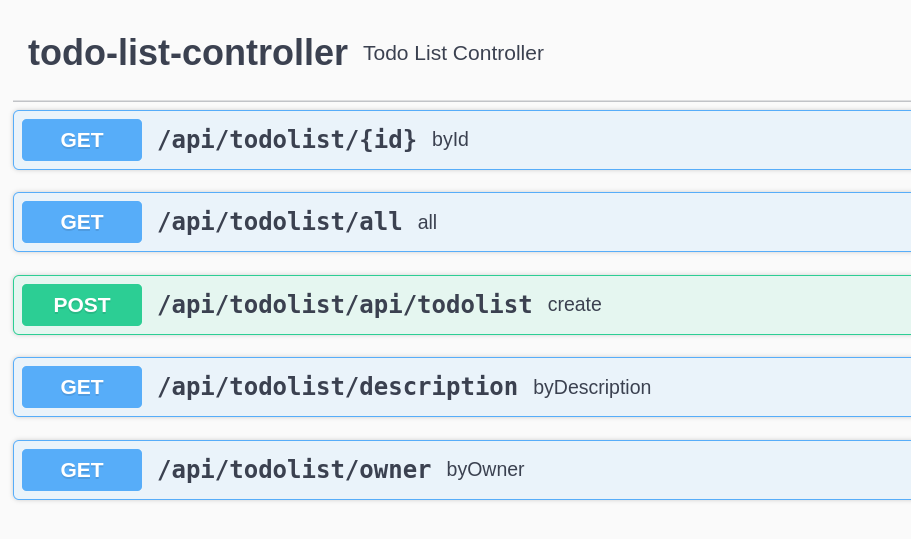 todo-list-controller Todo List Controller
GET /api/todolist/{id} byId
GET /api/todolist/all all
POST /api/todolist/api/todolist create
GET /api/todolist/description byDescription
GET /api/todolist/owner byOwner